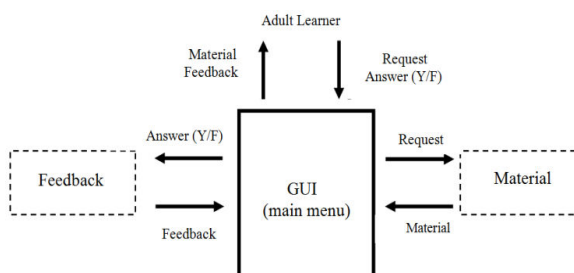 Adult Learner
Material
Feedback
Request
Answer (Y/F)
Answer (Y/F)
Request
Feedback
GUI
(main menu)
Material
Feedback
Material